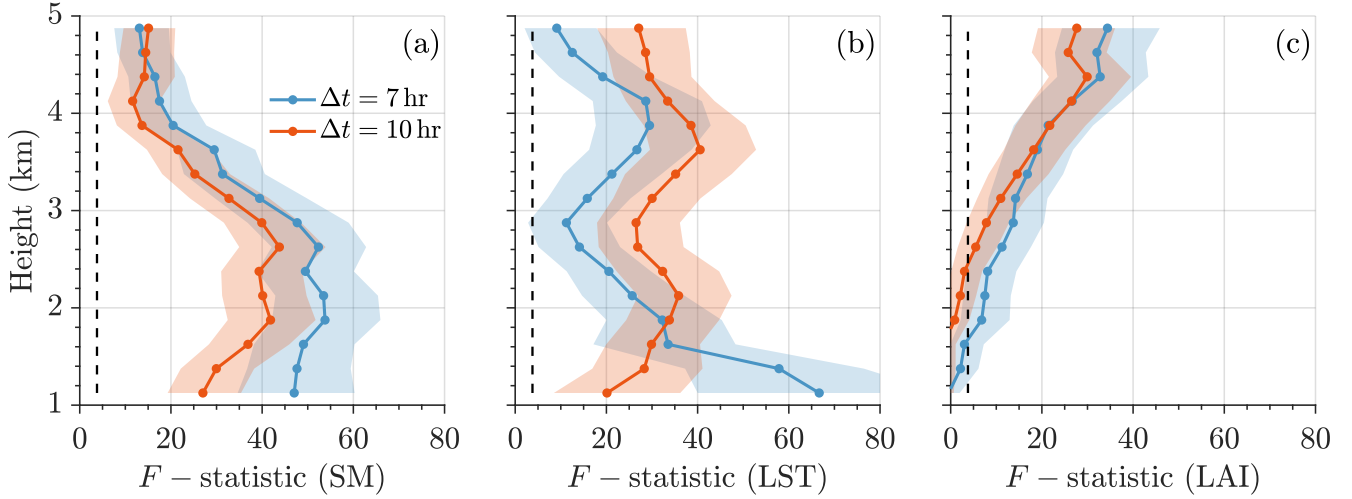 5
4
3
2
1
Height (km)
(a)
Δt = 7 hr
Δt = 10 hr
0 20 40 60 80
F − statistic (SM)
(b)
0 20 40 60 80
F − statistic (LST)
(c)
0 20 40 60 80
F − statistic (LAI)